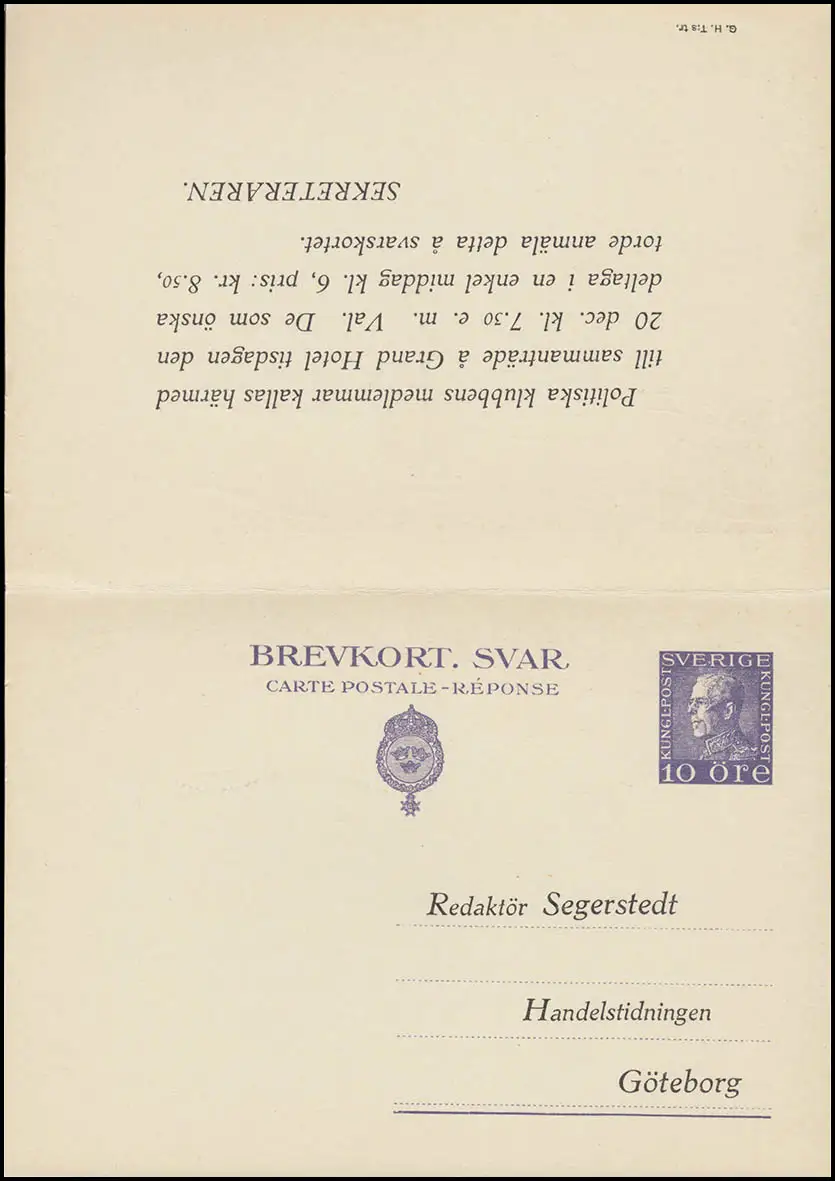 Politiska klubbens medlemmar kallas härmed
till sammanträde å Grand Hotel tisdagen den
20 dec. kl. 7.30 e. m. Val. De som önska
deltaga i en enkel middag kl. 6, pris: kr. 8.50,
torde anmäla detta å svarskortet.
SEKRETERAREN.
G. H. T:s tr.
BREVKORT. SVAR
CARTE POSTALE-RÉPONSE
SVERIGE
KUNGL·POST
KUNGL·POST
10 öre
Redaktör Segerstedt
Handelstidningen
Göteborg